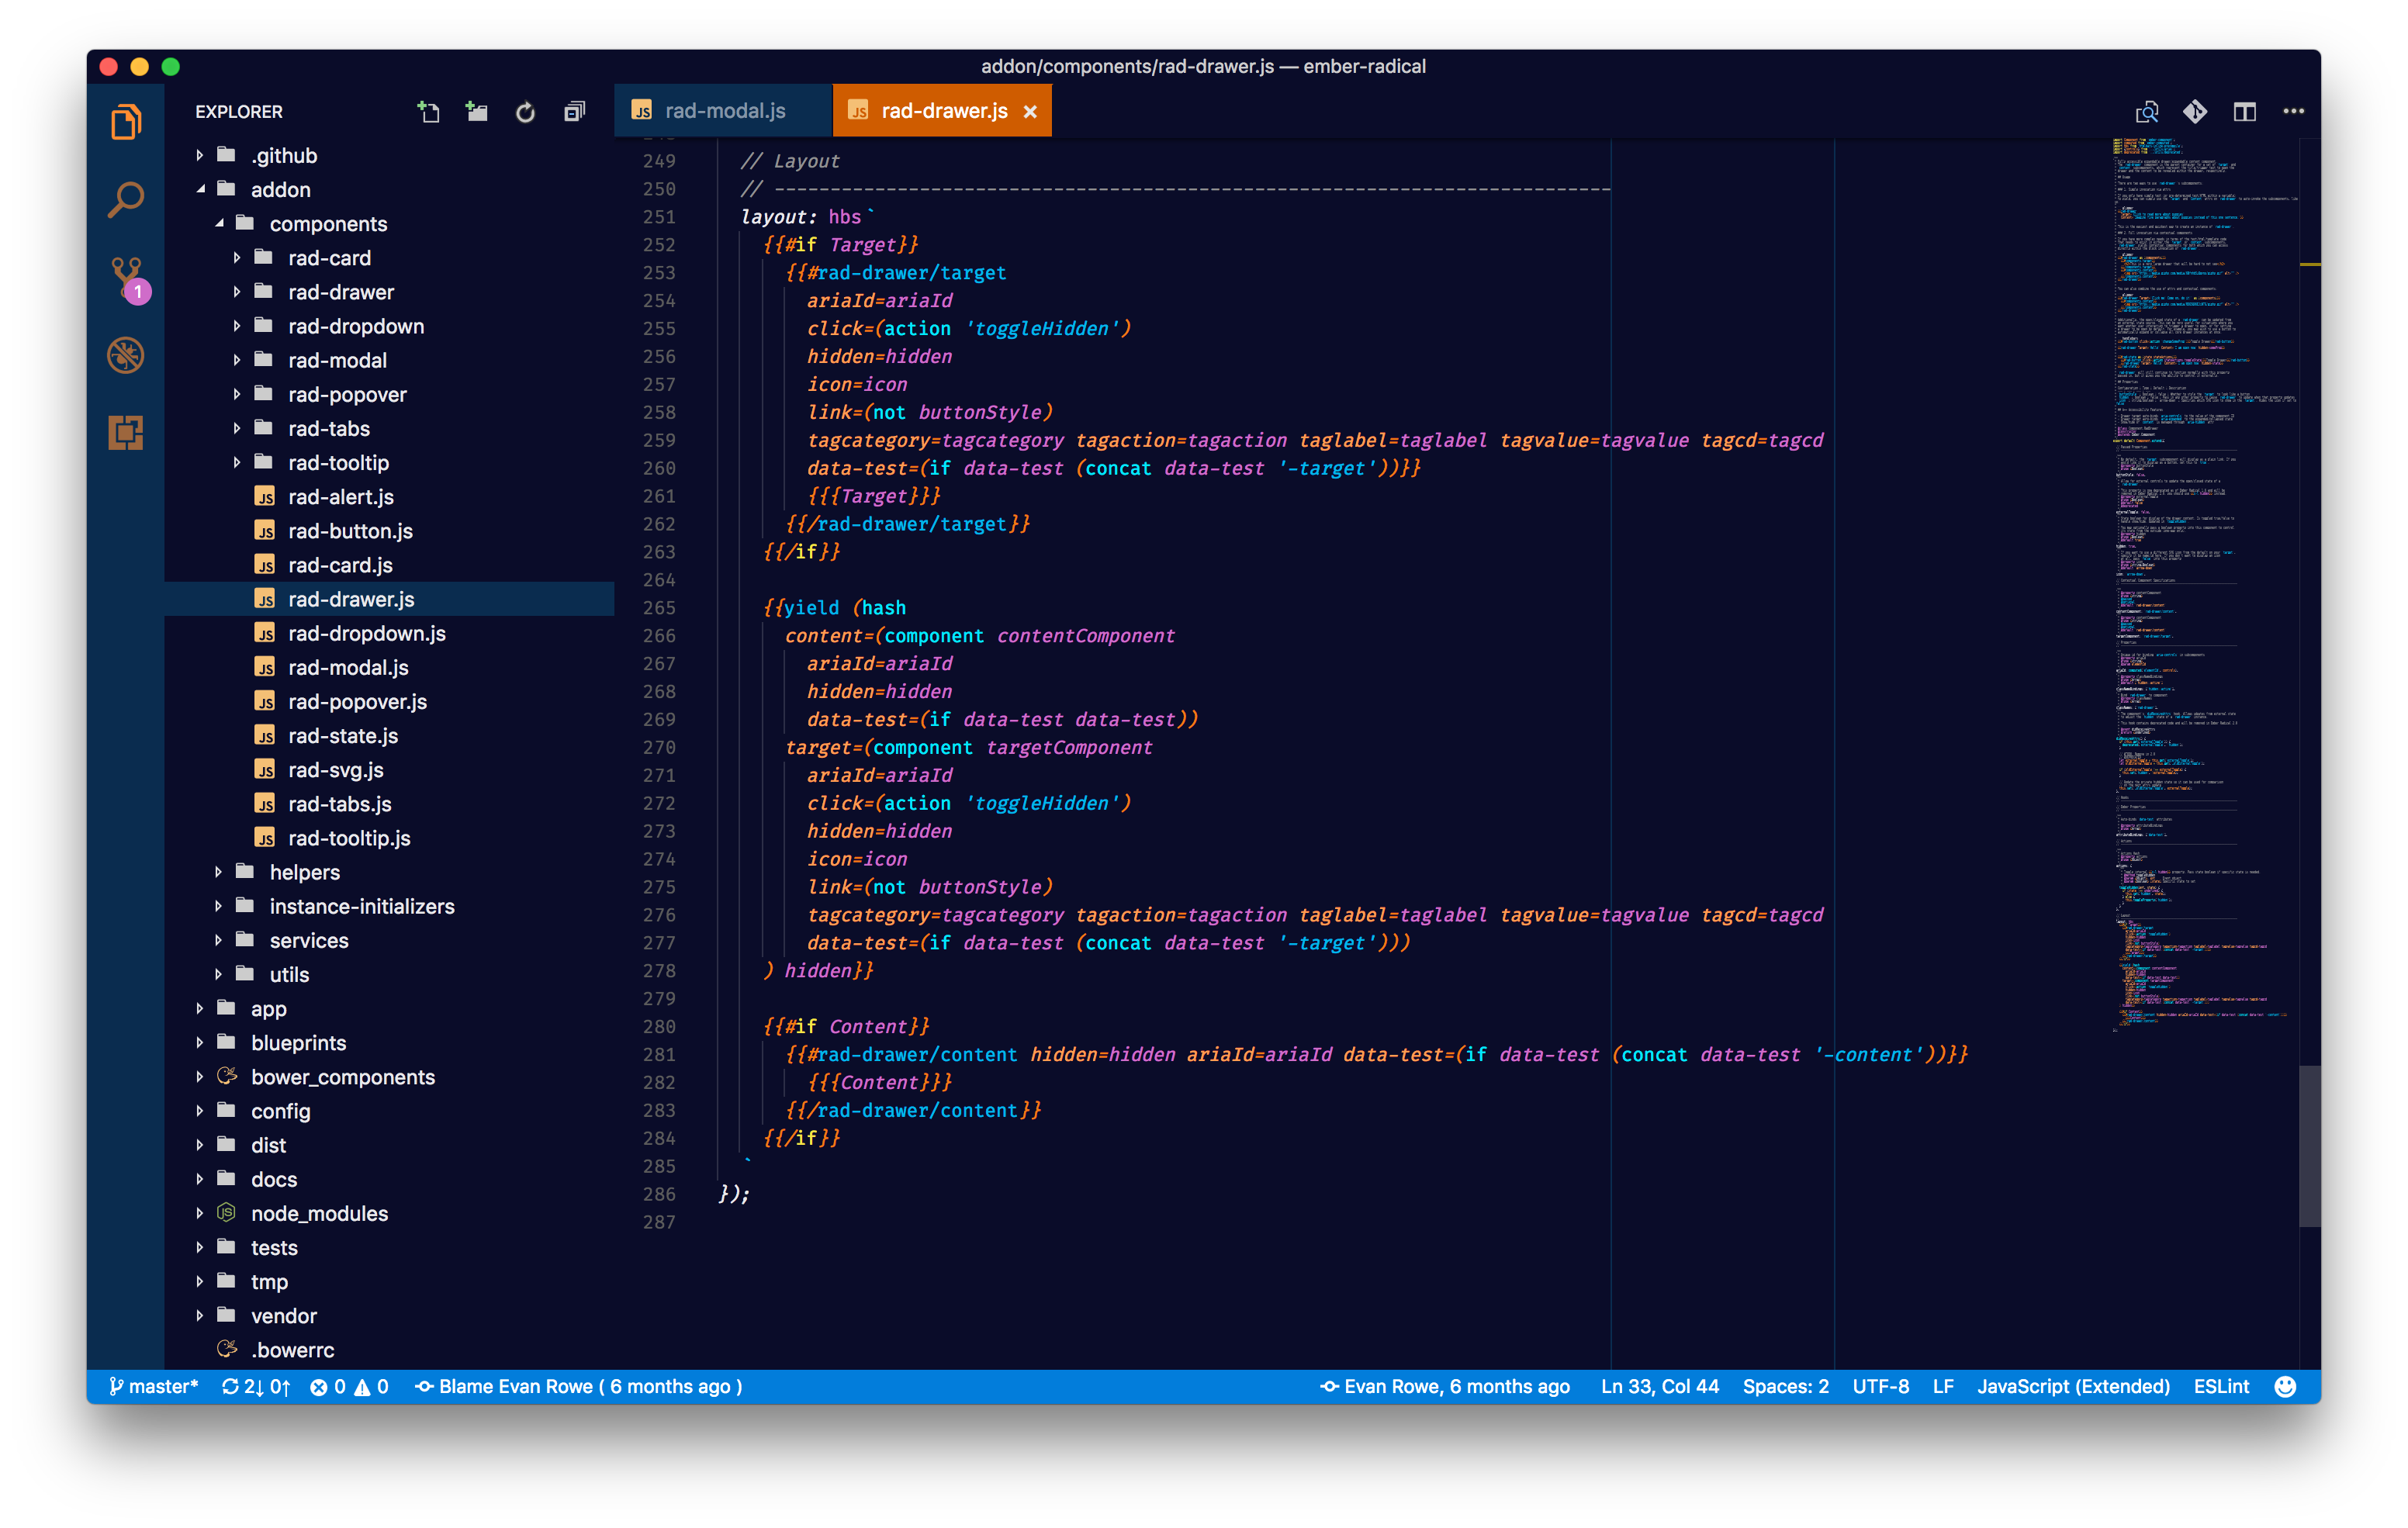 addon/components/rad-drawer.js — ember-radical
EXPLORER
rad-modal.js
rad-drawer.js
.github
addon
components
rad-card
rad-drawer
rad-dropdown
rad-modal
rad-popover
rad-tabs
rad-tooltip
rad-alert.js
rad-button.js
rad-card.js
rad-drawer.js
rad-dropdown.js
rad-modal.js
rad-popover.js
rad-state.js
rad-svg.js
rad-tabs.js
rad-tooltip.js
helpers
instance-initializers
services
utils
app
blueprints
bower_components
config
dist
docs
node_modules
tests
tmp
vendor
.bowerrc
1
249 // Layout
250 // ---------------------------------------------------------------------------
251 layout: hbs`
252 {{#if Target}}
253 {{#rad-drawer/target
254 ariaId=ariaId
255 click=(action 'toggleHidden')
256 hidden=hidden
257 icon=icon
258 link=(not buttonStyle)
259 tagcategory=tagcategory tagaction=tagaction taglabel=taglabel tagvalue=tagvalue tagcd=tagcd
260 data-test=(if data-test (concat data-test '-target'))}}
261 {{{Target}}}
262 {{/rad-drawer/target}}
263 {{/if}}
264
265 {{yield (hash
266 content=(component contentComponent
267 ariaId=ariaId
268 hidden=hidden
269 data-test=(if data-test data-test))
270 target=(component targetComponent
271 ariaId=ariaId
272 click=(action 'toggleHidden')
273 hidden=hidden
274 icon=icon
275 link=(not buttonStyle)
276 tagcategory=tagcategory tagaction=tagaction taglabel=taglabel tagvalue=tagvalue tagcd=tagcd
277 data-test=(if data-test (concat data-test '-target')))
278 ) hidden}}
279
280 {{#if Content}}
281 {{#rad-drawer/content hidden=hidden ariaId=ariaId data-test=(if data-test (concat data-test '-content'))}}
282 {{{Content}}}
283 {{/rad-drawer/content}}
284 {{/if}}
285 `
286 });
287
master* 2↓ 0↑ 0 0 Blame Evan Rowe ( 6 months ago ) Evan Rowe, 6 months ago Ln 33, Col 44 Spaces: 2 UTF-8 LF JavaScript (Extended) ESLint